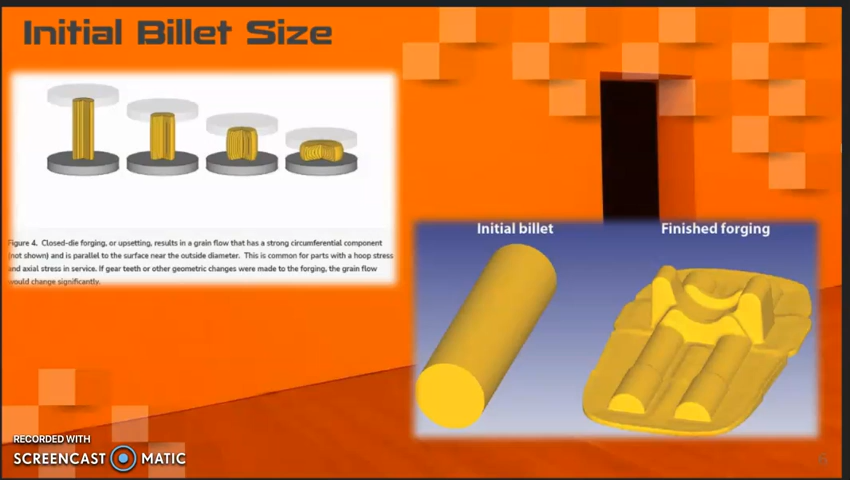 Initial Billet Size
Figure 4. Closed-die forging, or upsetting, results in a grain flow that has a strong circumferential component
(not shown) and is parallel to the surface near the outside diameter. This is common for parts with a hoop stress
and axial stress in service. If gear teeth or other geometric changes were made to the forging, the grain flow
would change significantly.
Initial billet
Finished forging
RECORDED WITH
SCREENCAST MATIC